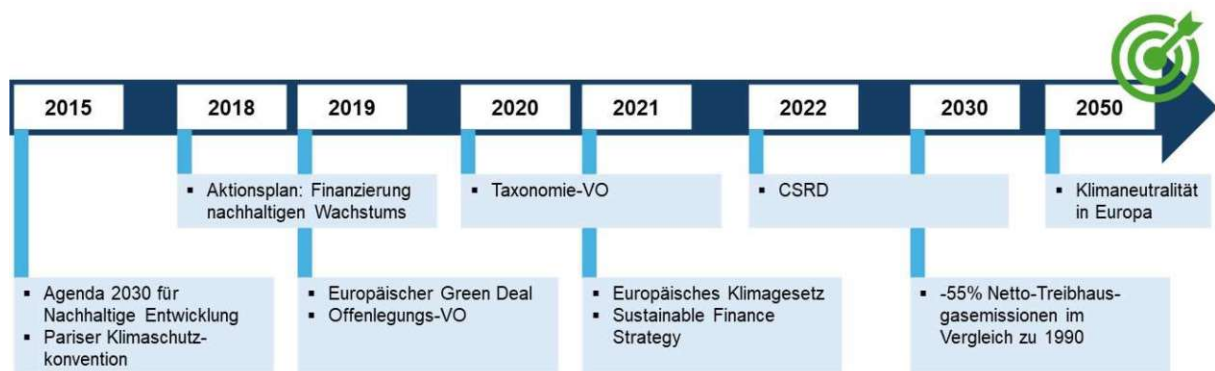 2015
2018
2019
2020
2021
2022
2030
2050
▪ Aktionsplan: Finanzierung
nachhaltigen Wachstums
▪ Taxonomie-VO
▪ CSRD
▪ Klimaneutralität
in Europa
▪ Agenda 2030 für
Nachhaltige Entwicklung
▪ Pariser Klimaschutz-
konvention
▪ Europäischer Green Deal
▪ Offenlegungs-VO
▪ Europäisches Klimagesetz
▪ Sustainable Finance
Strategy
▪ -55% Netto-Treibhaus-
gasemissionen im
Vergleich zu 1990